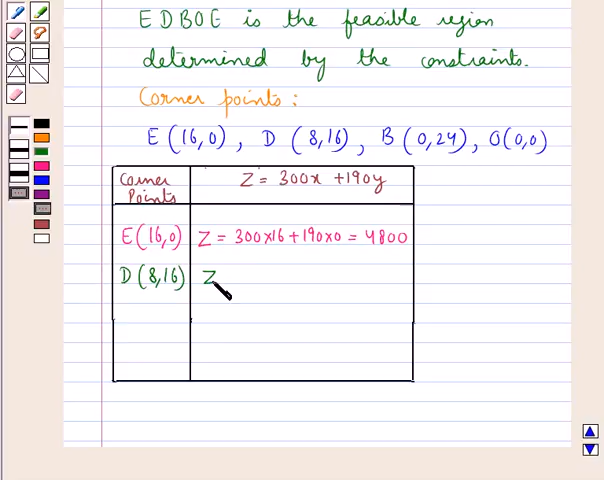 EDBOE is the feasible region
determined by the constraints.
Corner points :
E (16,0) , D (8,16) , B (0,24) , O (0,0)
Corner Points Z = 300x + 190y
E (16,0) Z = 300×16 + 190×0 = 4800
D (8,16) Z